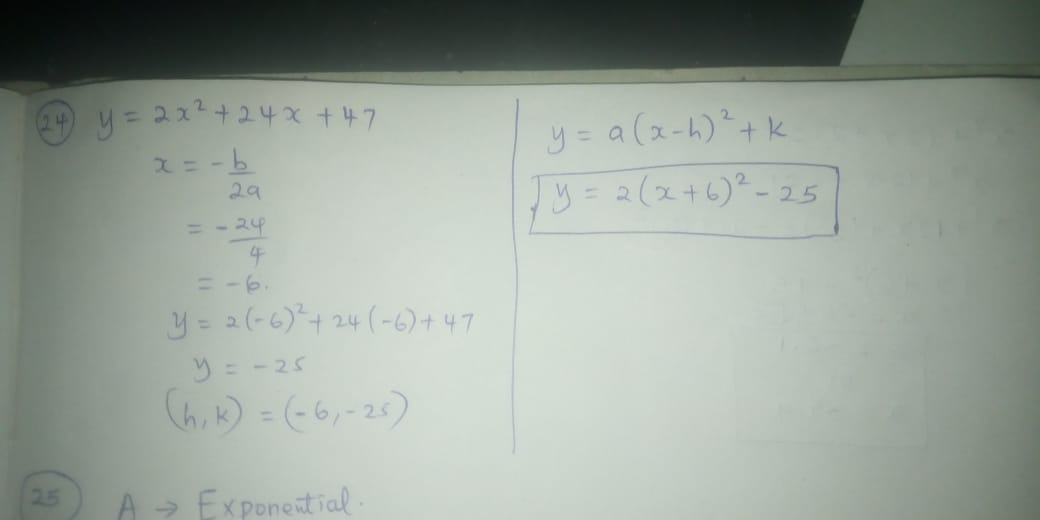 24 y = 2x² + 24x + 47
x = -b/2a
= -24/4
= -6.
y = 2(-6)² + 24(-6) + 47
y = -25
(h,k) = (-6,-25)
y = a(x-h)² + k
y = 2(x+6)² - 25
25 A → Exponential.